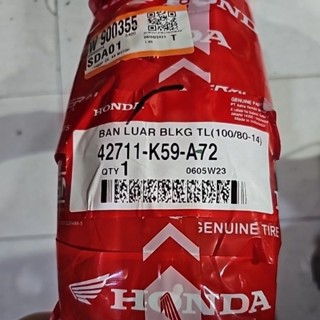 W 900355
SDA01
T
HONDA
HONDA
GENUINE PA
BAN LUAR BLKG TL(100/80-14)
42711-K59-A72
QTY 1
0605W23
GENUINE TIRE
HONDA